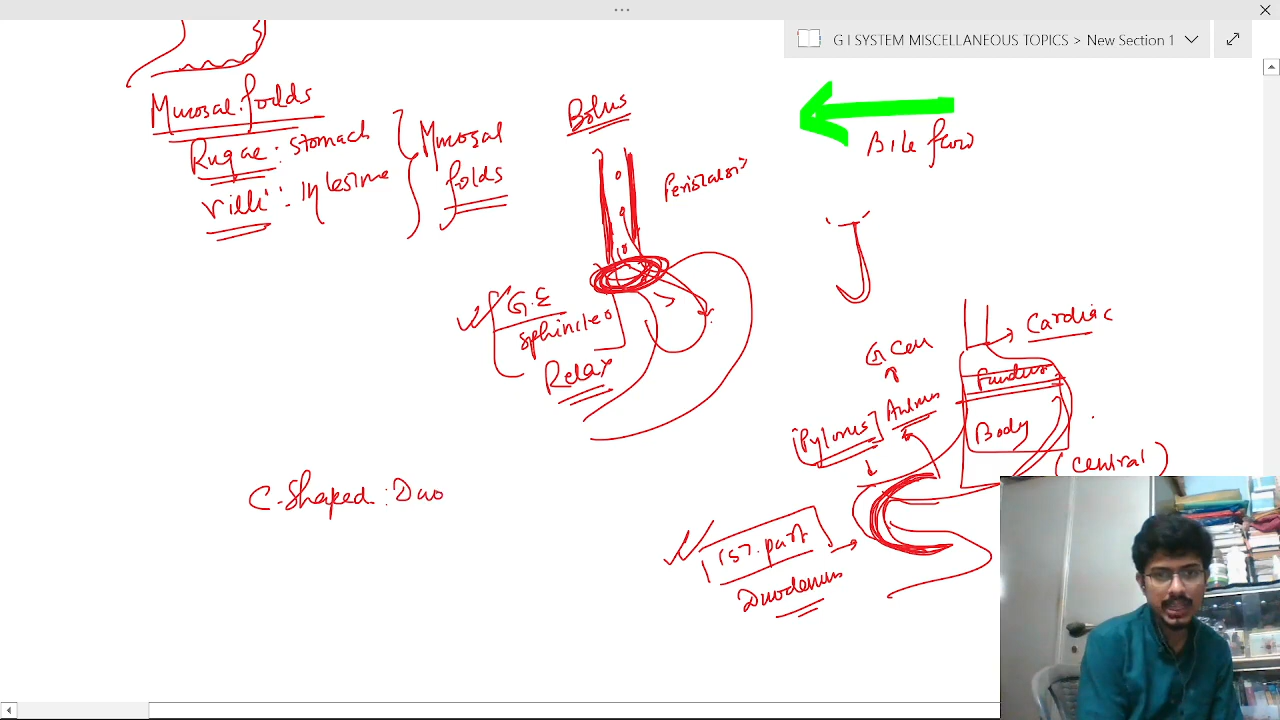 G I SYSTEM MISCELLANEOUS TOPICS > New Section 1
Mucosal folds
Rugae : stomach
villi : Intestine
Mucosal
folds
Bolus
Peristalsis
Bile flow
J
G.E
sphincter
Relax
Cardiac
Fundus
Body
(central)
G Cell
Antrum
Pylorus
1st. part
Duodenum
C-Shaped : Duo